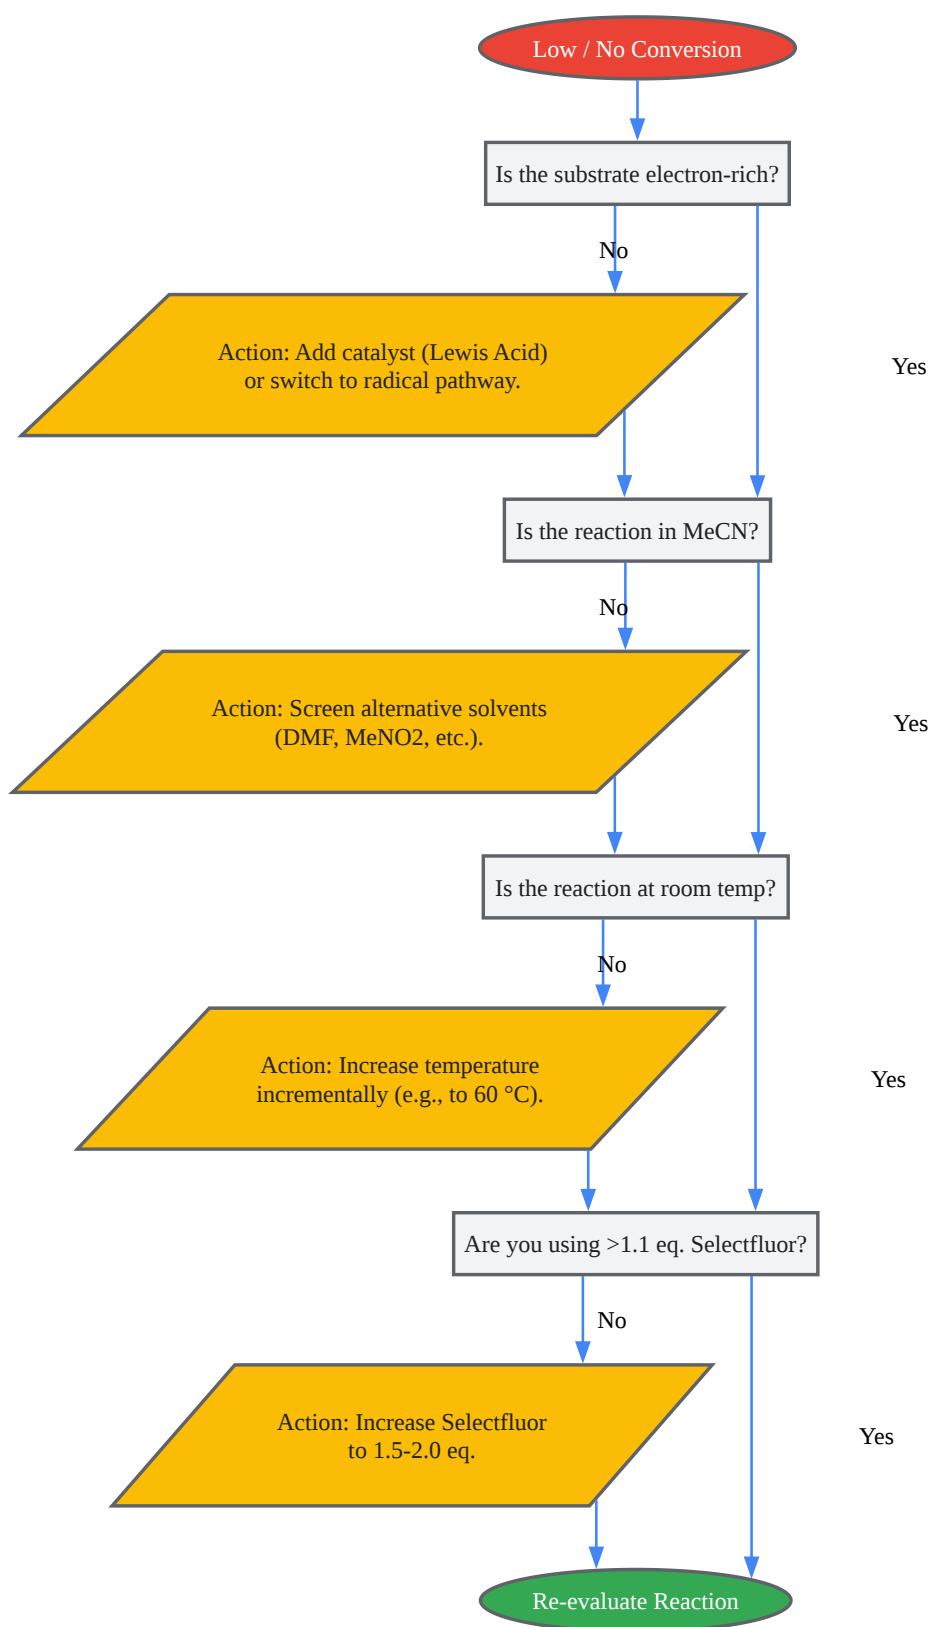 Low / No Conversion
Is the substrate electron-rich?
No
Action: Add catalyst (Lewis Acid)
or switch to radical pathway.
Yes
Is the reaction in MeCN?
No
Action: Screen alternative solvents
(DMF, MeNO2, etc.).
Yes
Is the reaction at room temp?
No
Action: Increase temperature
incrementally (e.g., to 60 °C).
Yes
Are you using >1.1 eq. Selectfluor?
No
Action: Increase Selectfluor
to 1.5-2.0 eq.
Yes
Re-evaluate Reaction